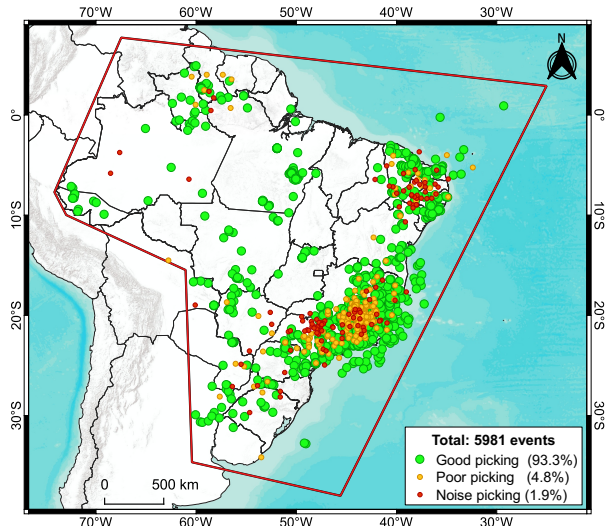 70°W 60°W 50°W 40°W 30°W
N
0° 0°
10°S 10°S
20°S 20°S
30°S 30°S
Total: 5981 events
Good picking (93.3%)
Poor picking (4.8%)
Noise picking (1.9%)
0 500 km
70°W 60°W 50°W 40°W 30°W